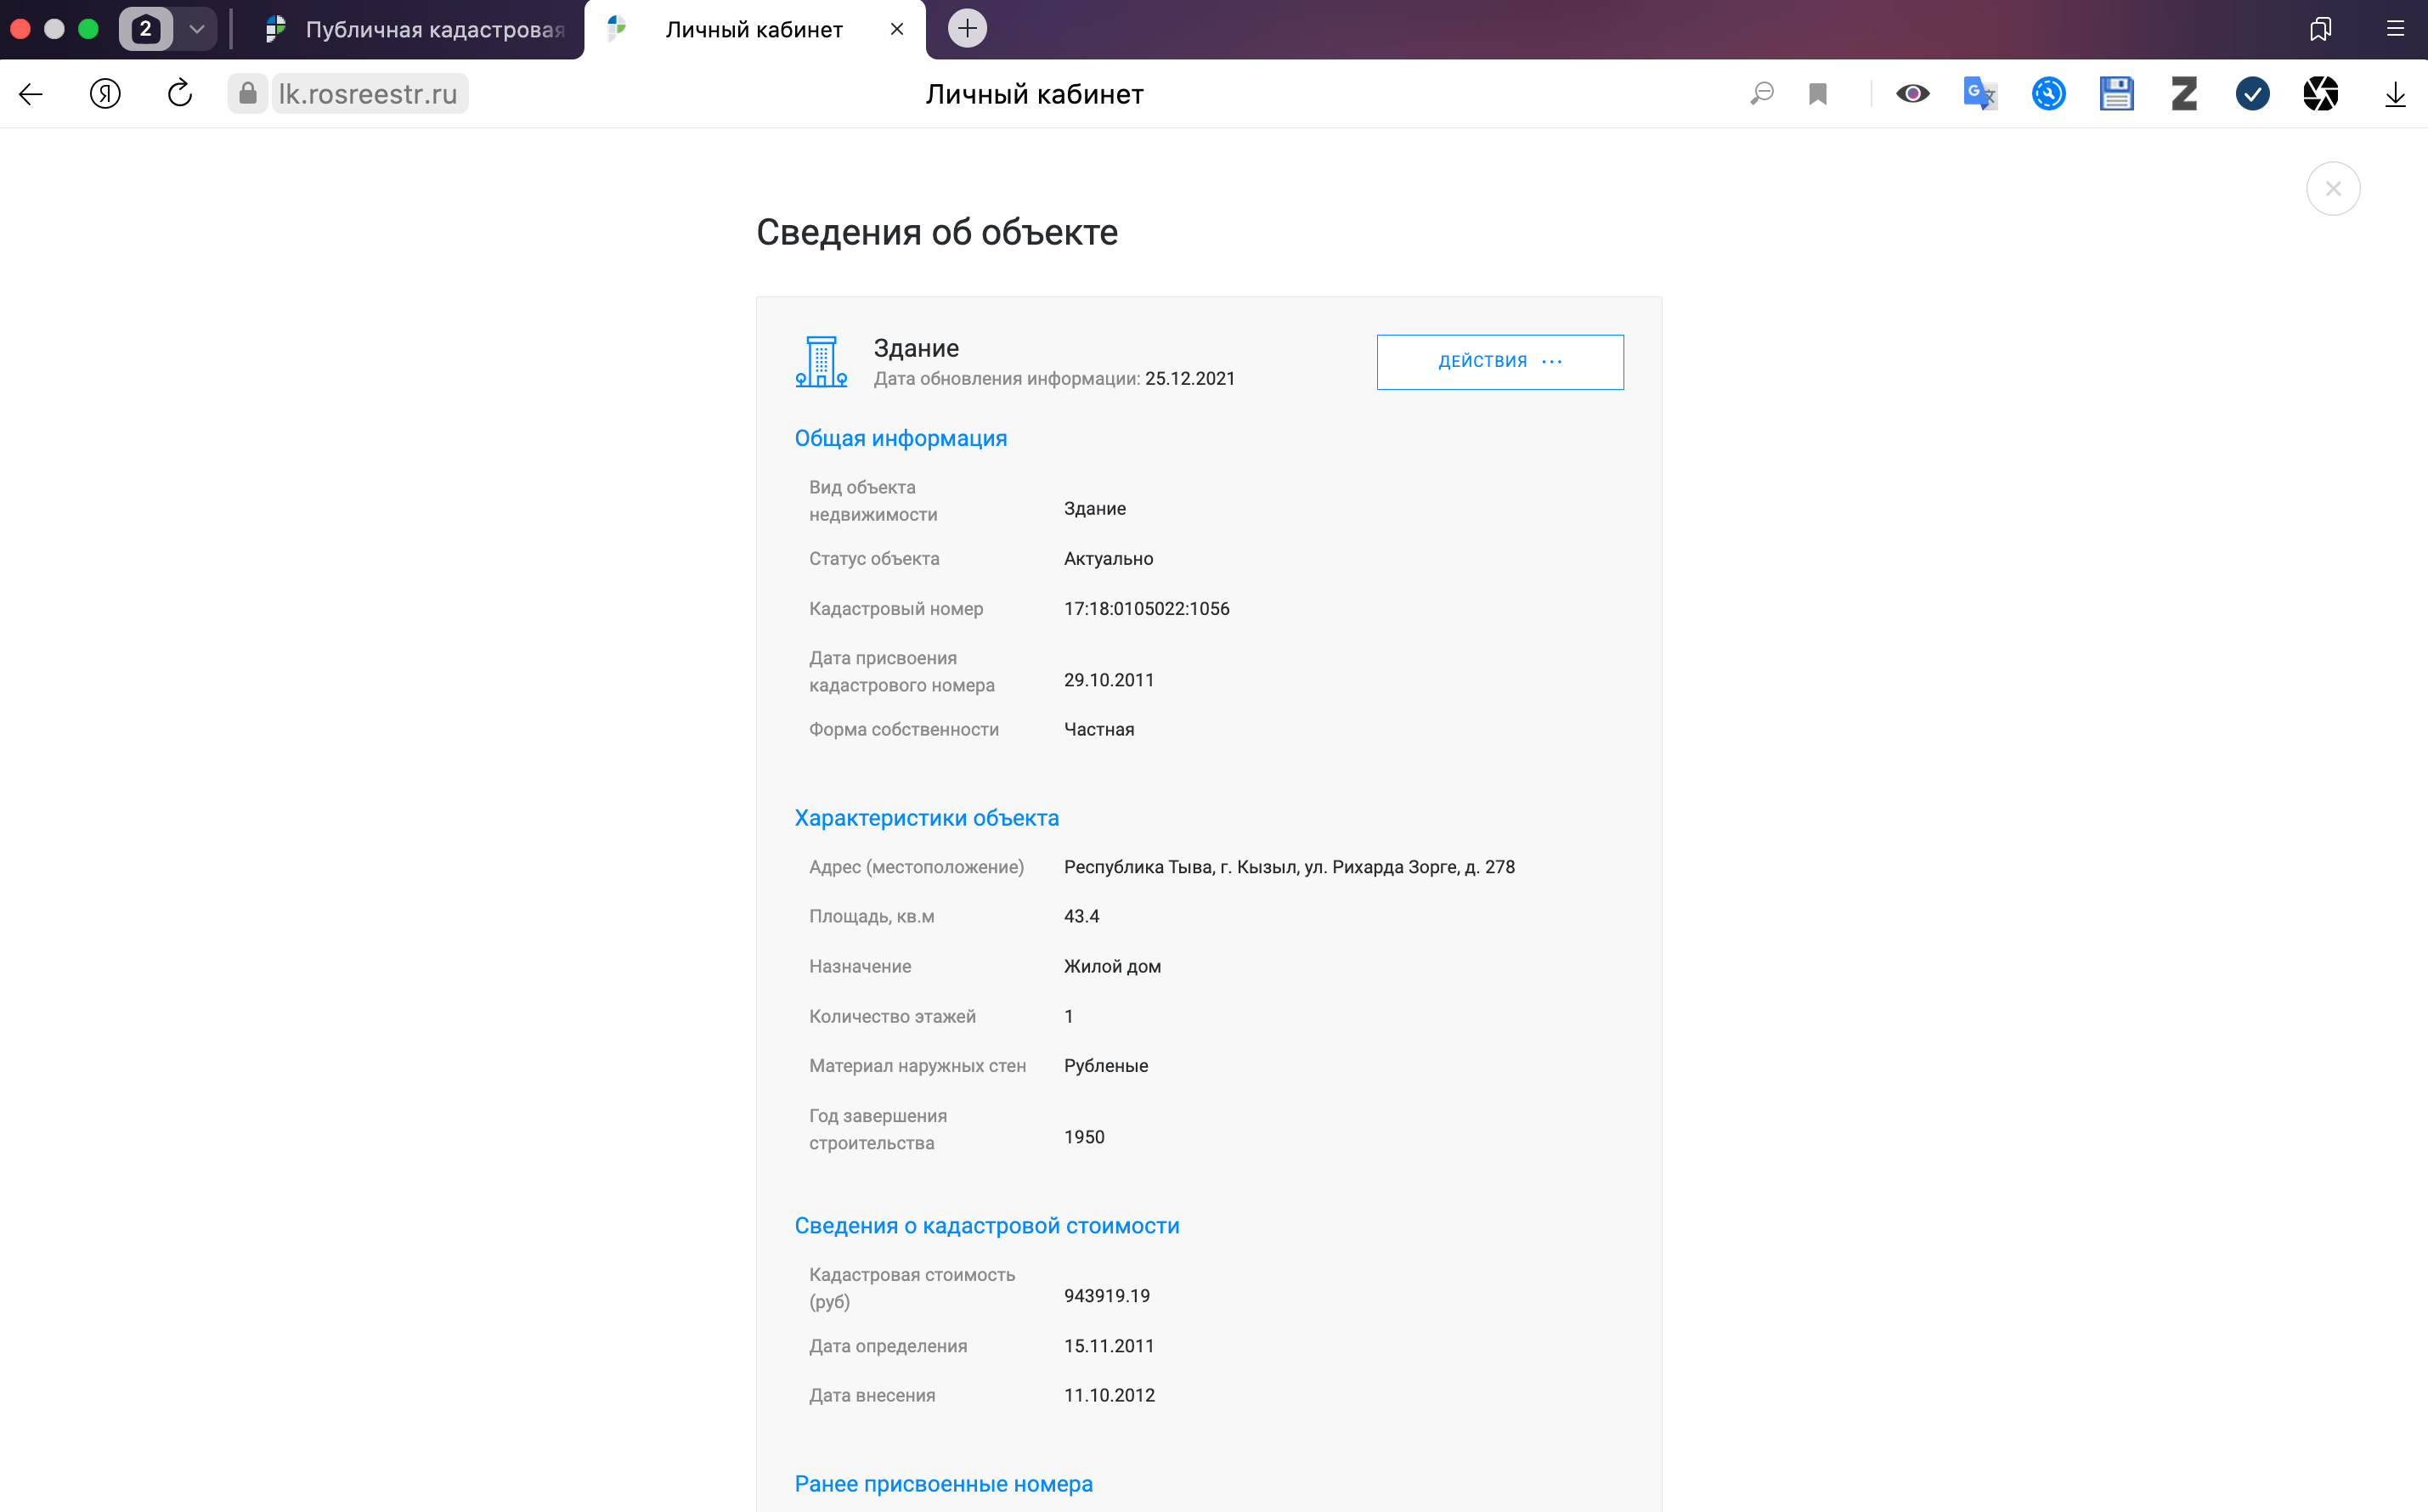 2
Публичная кадастровая
Личный кабинет
Я
lk.rosreestr.ru
Личный кабинет
Сведения об объекте
Здание
Дата обновления информации: 25.12.2021
ДЕЙСТВИЯ ...
Общая информация
Вид объекта
недвижимости
Здание
Статус объекта
Актуально
Кадастровый номер
17:18:0105022:1056
Дата присвоения
кадастрового номера
29.10.2011
Форма собственности
Частная
Характеристики объекта
Адрес (местоположение)
Республика Тыва, г. Кызыл, ул. Рихарда Зорге, д. 278
Площадь, кв.м
43.4
Назначение
Жилой дом
Количество этажей
1
Материал наружных стен
Рубленые
Год завершения
строительства
1950
Сведения о кадастровой стоимости
Кадастровая стоимость
(руб)
943919.19
Дата определения
15.11.2011
Дата внесения
11.10.2012
Ранее присвоенные номера